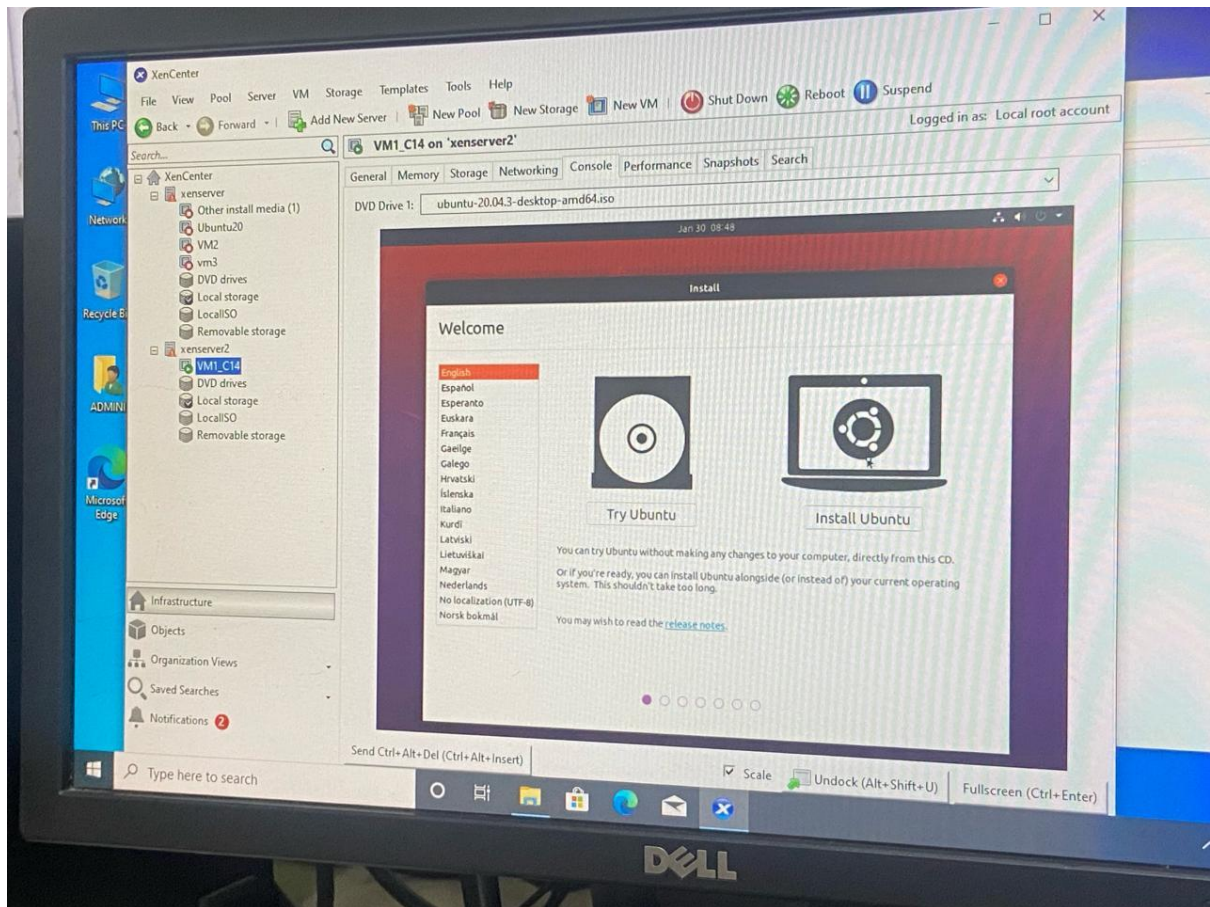 XenCenter
File View Pool Server VM Storage Templates Tools Help
Back Forward Add New Server New Pool New Storage New VM Shut Down Reboot Suspend
Search...
VM1_C14 on 'xenserver2'
Logged in as: Local root account
General Memory Storage Networking Console Performance Snapshots Search
DVD Drive 1: ubuntu-20.04.3-desktop-amd64.iso
XenCenter
xenserver
Other install media (1)
Ubuntu20
VM2
vm3
DVD drives
Local storage
LocalISO
Removable storage
xenserver2
VM1_C14
DVD drives
Local storage
LocalISO
Removable storage
Infrastructure
Objects
Organization Views
Saved Searches
Notifications 2
This PC
Network
Recycle Bi
ADMINI
Microsof
Edge
Jan 30 08:48
Install
Welcome
English
Español
Esperanto
Euskara
Français
Gaeilge
Galego
Hrvatski
Íslenska
Italiano
Kurdî
Latviski
Lietuviškai
Magyar
Nederlands
No localization (UTF-8)
Norsk bokmål
Try Ubuntu
Install Ubuntu
You can try Ubuntu without making any changes to your computer, directly from this CD.
Or if you're ready, you can install Ubuntu alongside (or instead of) your current operating
system. This shouldn't take too long.
You may wish to read the release notes.
Send Ctrl+Alt+Del (Ctrl+Alt+Insert)
Scale
Undock (Alt+Shift+U)
Fullscreen (Ctrl+Enter)
Type here to search
DELL